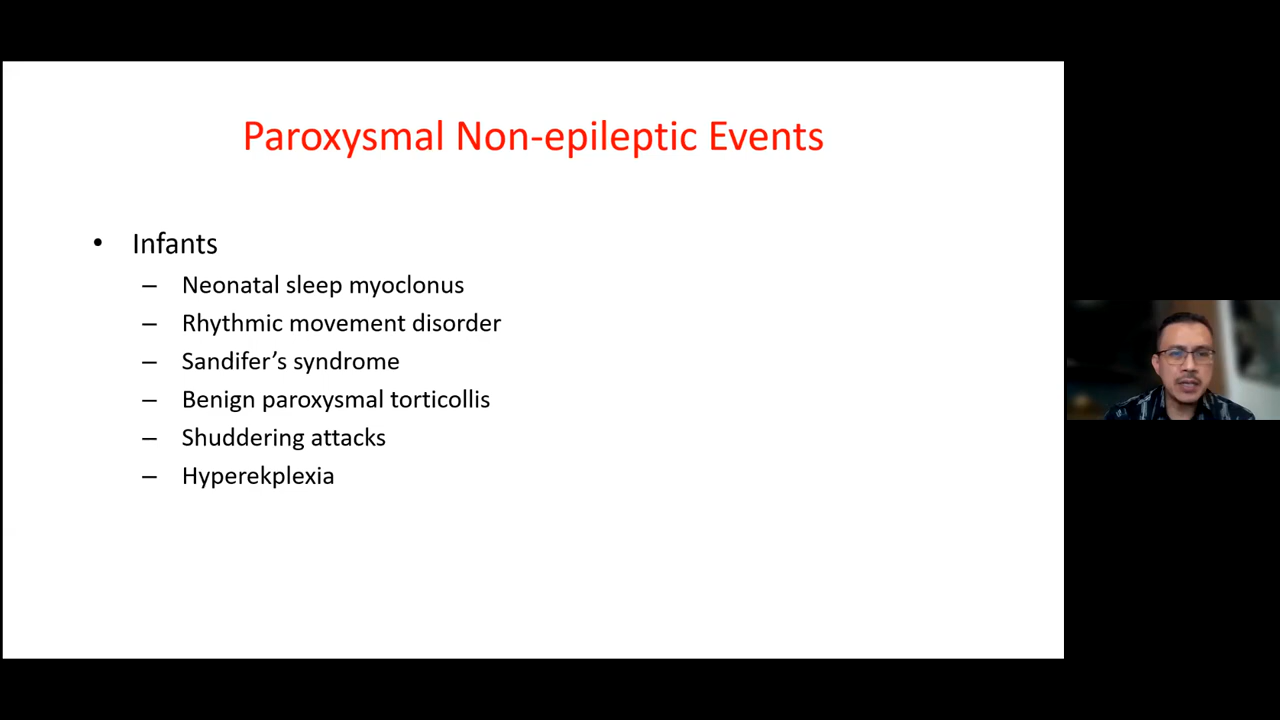 Paroxysmal Non-epileptic Events
• Infants
– Neonatal sleep myoclonus
– Rhythmic movement disorder
– Sandifer’s syndrome
– Benign paroxysmal torticollis
– Shuddering attacks
– Hyperekplexia